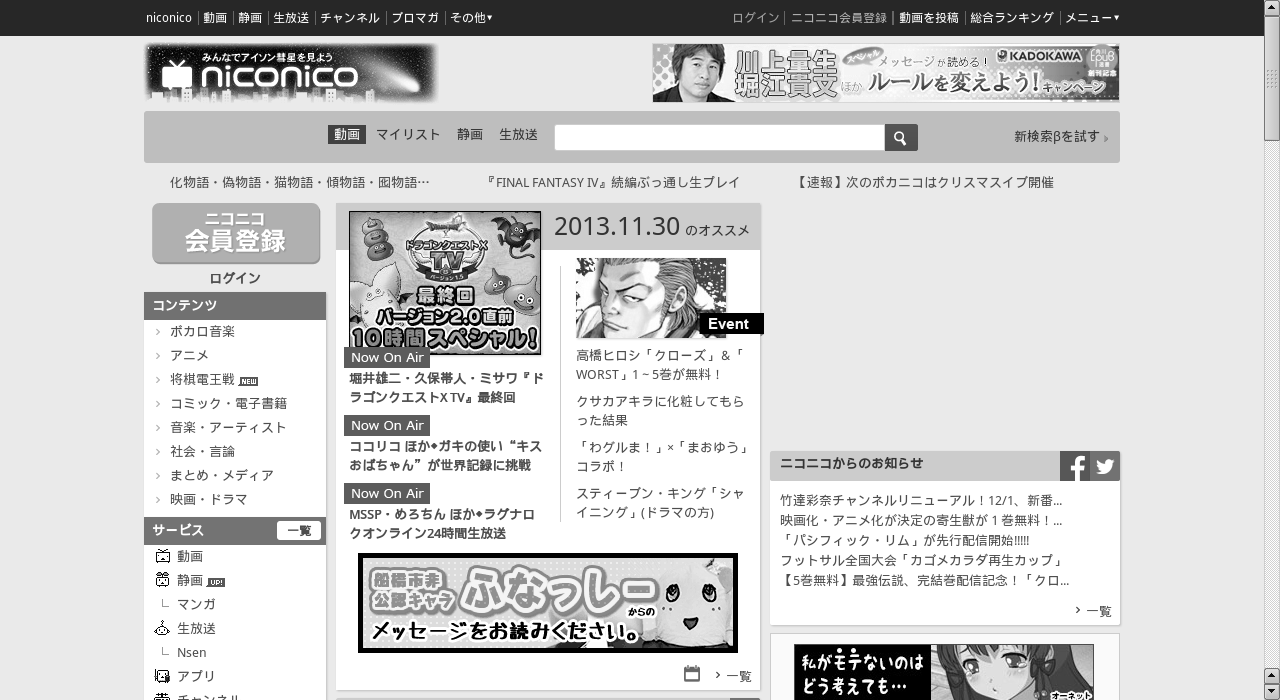 niconico 動画 静画 生放送 チャンネル ブロマガ その他▾ ログイン ニコニコ会員登録 動画を投稿 総合ランキング メニュー▾
みんなでアイソン彗星を見よう
niconico
川上量生 堀江貴文 ほか スペシャル メッセージが読める! KADOKAWA 角川EPUB選書 創刊記念
ルールを変えよう! キャンペーン
動画 マイリスト 静画 生放送 新検索βを試す
化物語・偽物語・猫物語・傾物語・囮物語… 『FINAL FANTASY IV』続編ぶっ通し生プレイ 【速報】次のボカニコはクリスマスイブ開催
ニコニコ
会員登録
ログイン
コンテンツ
ボカロ音楽
アニメ
将棋電王戦 NEW
コミック・電子書籍
音楽・アーティスト
社会・言論
まとめ・メディア
映画・ドラマ
サービス 一覧
動画
静画 UP!
マンガ
生放送
Nsen
アプリ
チャンネル
2013.11.30 のオススメ
ドラゴンクエストX
TV
バージョン1.5
最終回
バージョン2.0直前
10時間スペシャル!
Now On Air
堀井雄二・久保帯人・ミサワ『ド
ラゴンクエストX TV』最終回
Now On Air
ココリコ ほか◆ガキの使い“キス
おばちゃん”が世界記録に挑戦
Now On Air
MSSP・めろちん ほか◆ラグナロ
クオンライン24時間生放送
Event
高橋ヒロシ「クローズ」&「
WORST」1~5巻が無料!
クサカアキラに化粧してもら
った結果
「わグルま!」×「まおゆう」
コラボ!
スティーブン・キング「シャ
イニング」(ドラマの方)
船橋市非
公認キャラ ふなっしー からの
メッセージをお読みください。
一覧
ニコニコからのお知らせ
竹達彩奈チャンネルリニューアル!12/1、新番...
映画化・アニメ化が決定の寄生獣が1巻無料!...
「パシフィック・リム」が先行配信開始!!!!!
フットサル全国大会「カゴメカラダ再生カップ」
【5巻無料】最強伝説、完結巻配信記念!「クロ...
一覧
私がモテないのは
どう考えても…
オーネット